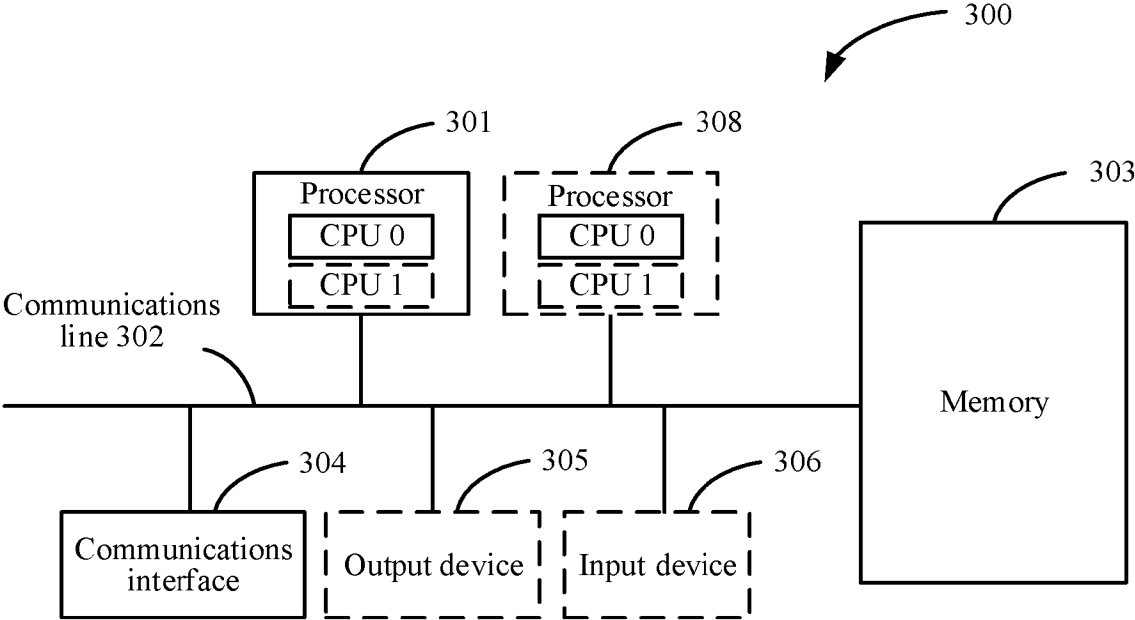 300
301
308
303
Processor
CPU 0
CPU 1
Processor
CPU 0
CPU 1
Communications
line 302
Memory
304
305
306
Communications
interface
Output device
Input device